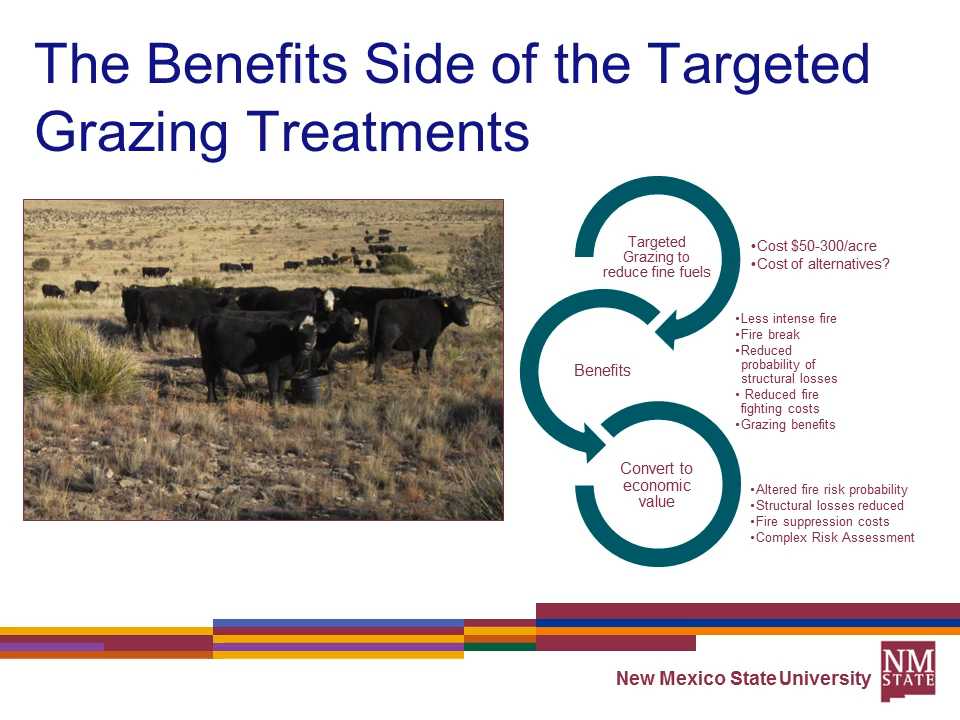 The Benefits Side of the Targeted
Grazing Treatments
Targeted
Grazing to
reduce fine fuels
•Cost $50-300/acre
•Cost of alternatives?
Benefits
•Less intense fire
•Fire break
•Reduced
probability of
structural losses
• Reduced fire
fighting costs
•Grazing benefits
Convert to
economic
value
•Altered fire risk probability
•Structural losses reduced
•Fire suppression costs
•Complex Risk Assessment
New Mexico State University
NM
STATE